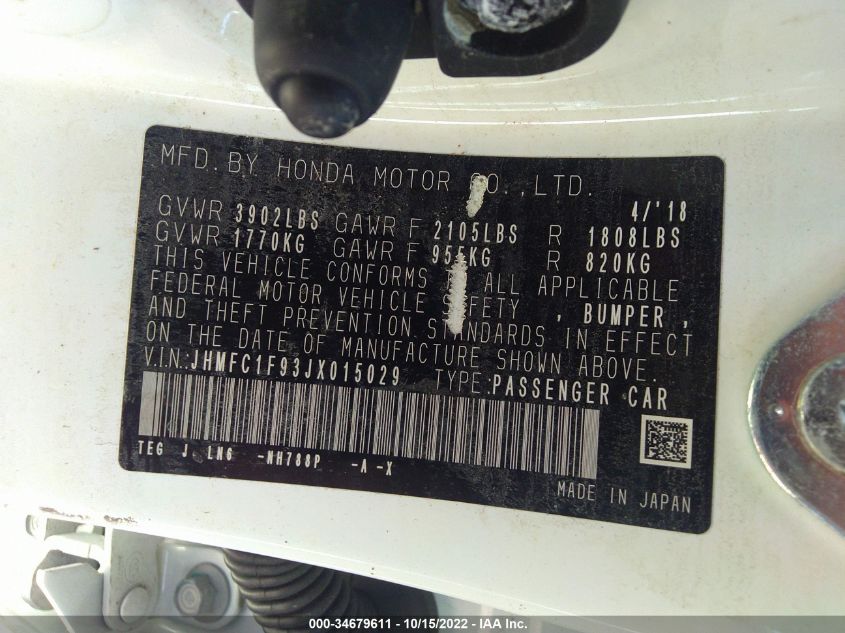 MFD. BY HONDA MOTOR CO., LTD.
4/'18
GVWR 3902LBS GAWR F 2105LBS R 1808LBS
GVWR 1770KG GAWR F 955KG R 820KG
THIS VEHICLE CONFORMS TO ALL APPLICABLE
FEDERAL MOTOR VEHICLE SAFETY , BUMPER ,
AND THEFT PREVENTION STANDARDS IN EFFECT
ON THE DATE OF MANUFACTURE SHOWN ABOVE.
V.IN: JHMFC1F93JX015029 TYPE: PASSENGER CAR
TEG J LNG -NH788P -A -X
MADE IN JAPAN
000-34679611 - 10/15/2022 - IAA Inc.